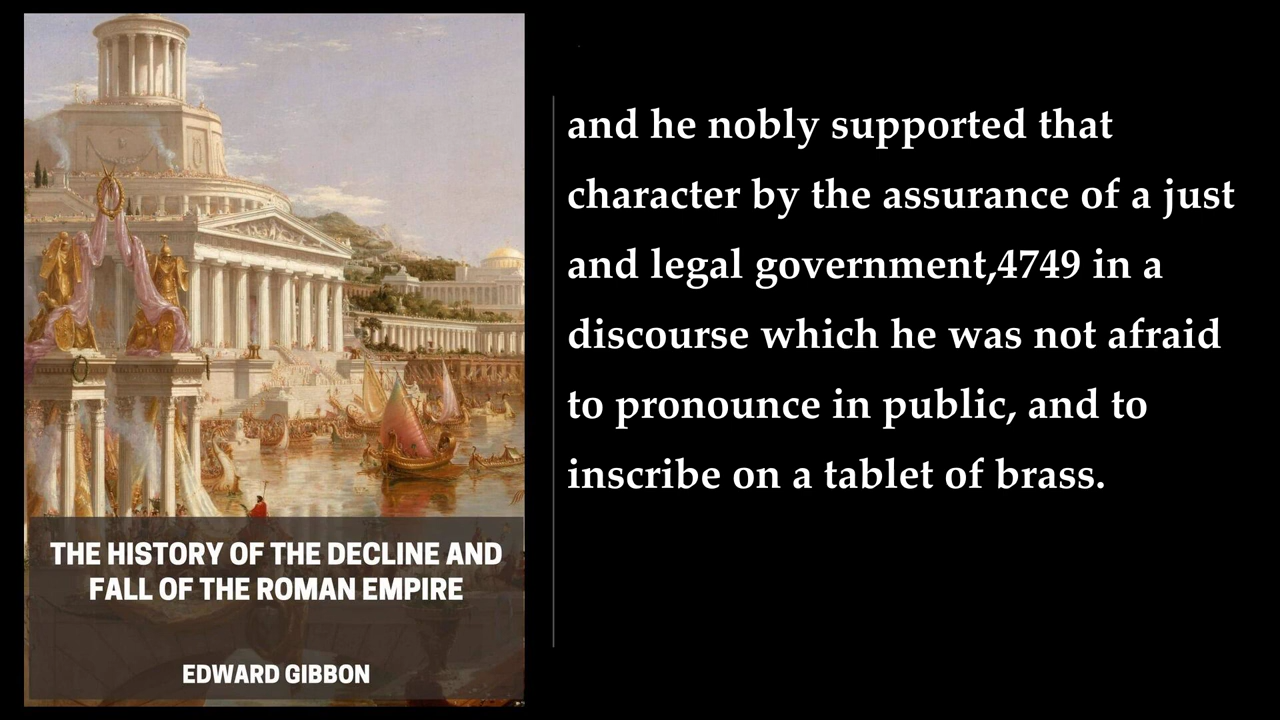 and he nobly supported that
character by the assurance of a just
and legal government,4749 in a
discourse which he was not afraid
to pronounce in public, and to
inscribe on a tablet of brass.
THE HISTORY OF THE DECLINE AND
FALL OF THE ROMAN EMPIRE
EDWARD GIBBON